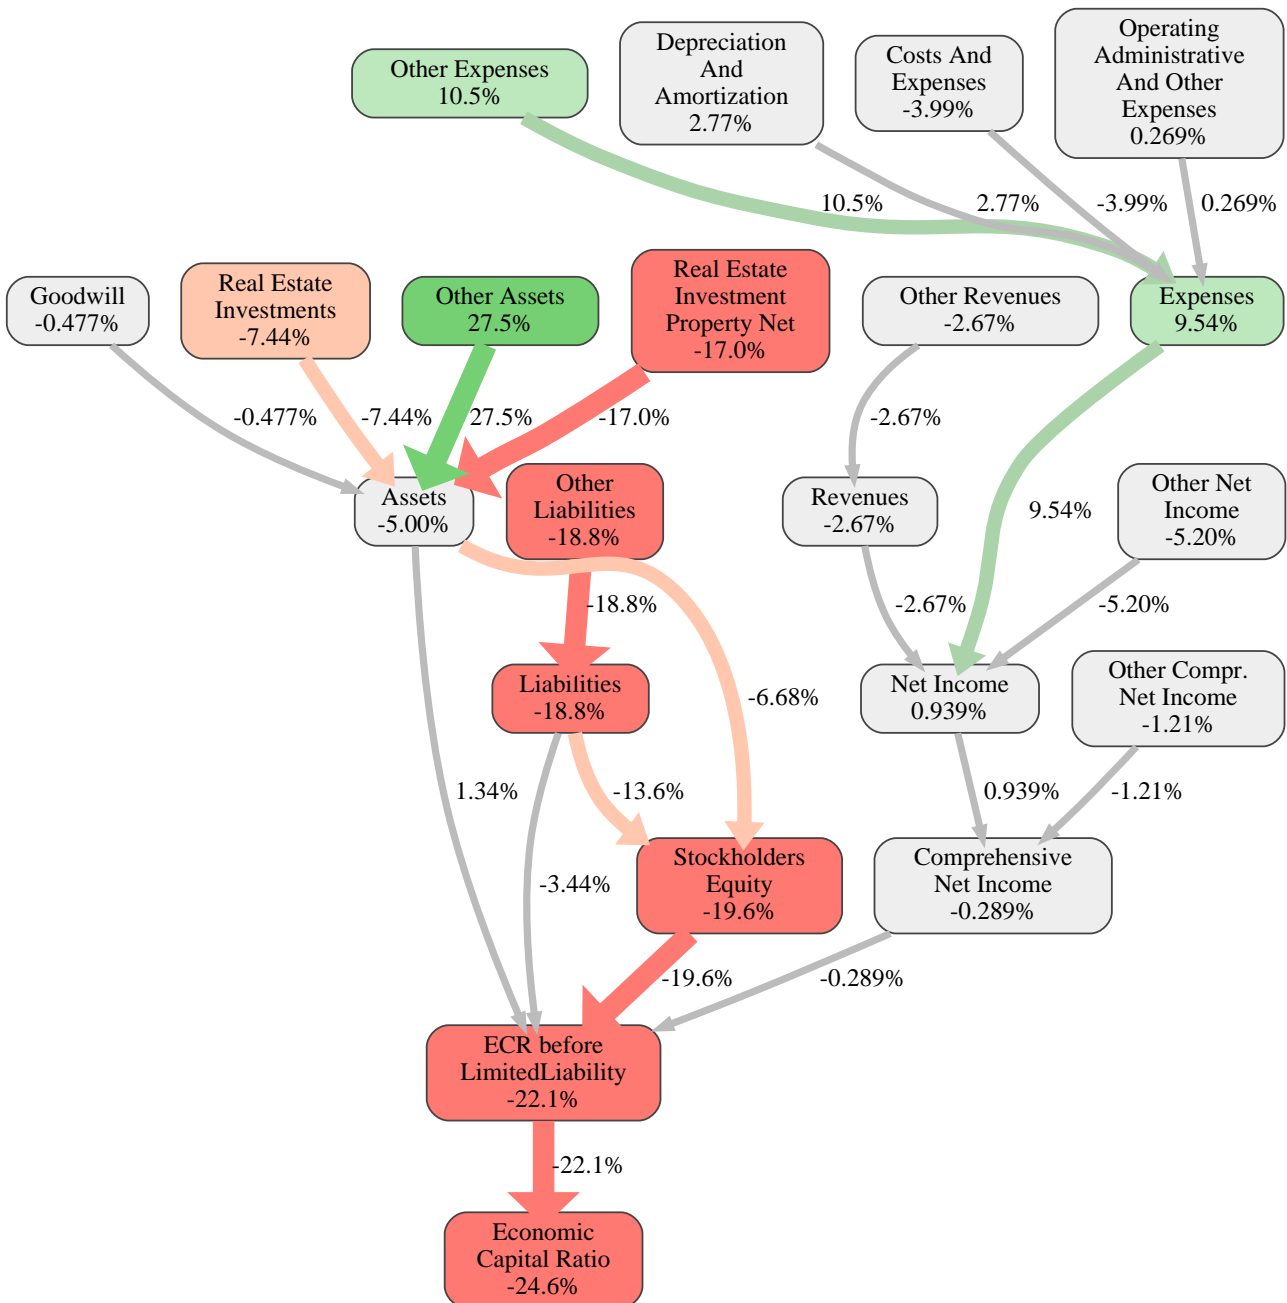 Other Expenses
10.5%
Depreciation
And
Amortization
2.77%
Costs And
Expenses
-3.99%
Operating
Administrative
And Other
Expenses
0.269%
10.5%
2.77%
-3.99%
0.269%
Goodwill
-0.477%
Real Estate
Investments
-7.44%
Other Assets
27.5%
Real Estate
Investment
Property Net
-17.0%
Other Revenues
-2.67%
Expenses
9.54%
-0.477%
-7.44%
27.5%
-17.0%
-2.67%
Assets
-5.00%
Other
Liabilities
-18.8%
Revenues
-2.67%
9.54%
Other Net
Income
-5.20%
-18.8%
-2.67%
-5.20%
Liabilities
-18.8%
-6.68%
Net Income
0.939%
Other Compr.
Net Income
-1.21%
1.34%
-13.6%
0.939%
-1.21%
-3.44%
Stockholders
Equity
-19.6%
Comprehensive
Net Income
-0.289%
-19.6%
-0.289%
ECR before
LimitedLiability
-22.1%
-22.1%
Economic
Capital Ratio
-24.6%